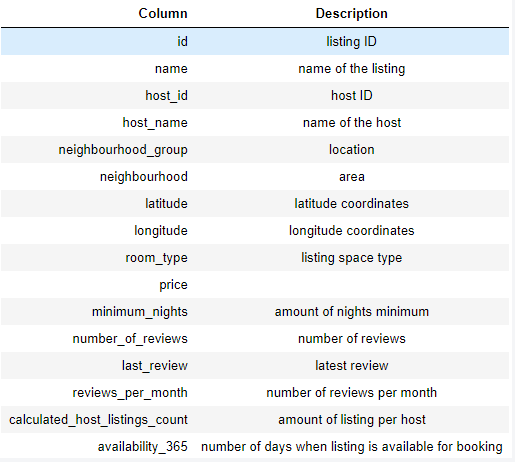 Column Description
id listing ID
name name of the listing
host_id host ID
host_name name of the host
neighbourhood_group location
neighbourhood area
latitude latitude coordinates
longitude longitude coordinates
room_type listing space type
price
minimum_nights amount of nights minimum
number_of_reviews number of reviews
last_review latest review
reviews_per_month number of reviews per month
calculated_host_listings_count amount of listing per host
availability_365 number of days when listing is available for booking